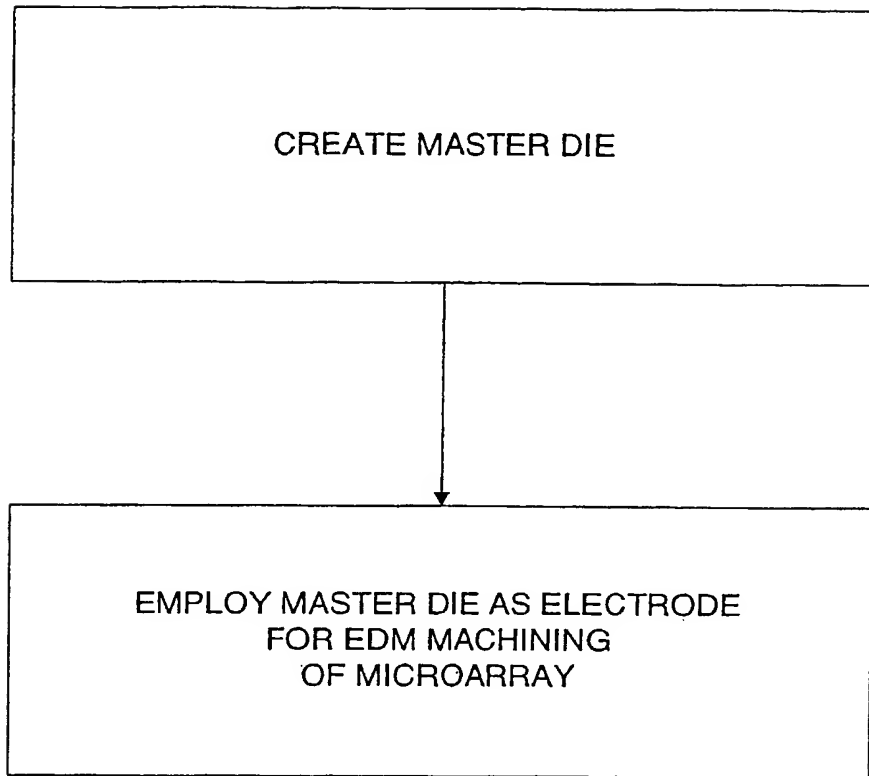 CREATE MASTER DIE
EMPLOY MASTER DIE AS ELECTRODE
FOR EDM MACHINING
OF MICROARRAY